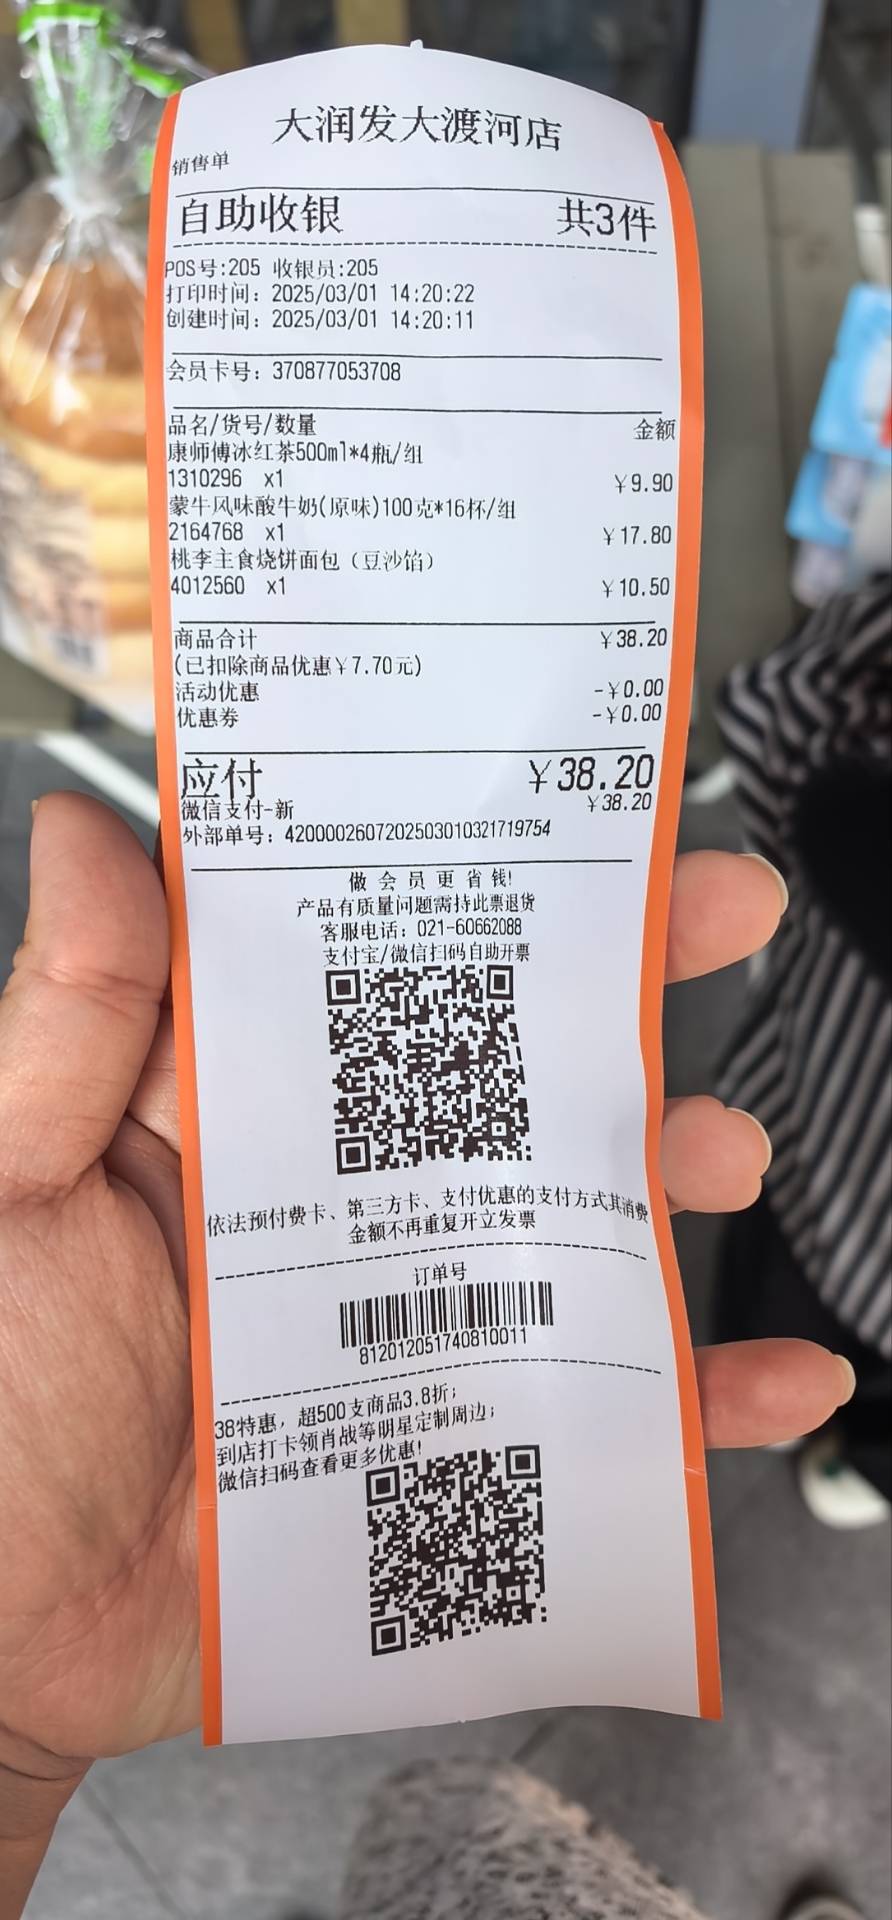 大润发大渡河店
销售单
自助收银 共3件
POS号:205 收银员:205
打印时间: 2025/03/01 14:20:22
创建时间: 2025/03/01 14:20:11
会员卡号: 370877053708
品名/货号/数量 金额
康师傅冰红茶500ml*4瓶/组
1310296 x1 ¥9.90
蒙牛风味酸牛奶(原味)100克*16杯/组
2164768 x1 ¥17.80
桃李主食烧饼面包（豆沙馅）
4012560 x1 ¥10.50
商品合计 ¥38.20
(已扣除商品优惠¥7.70元)
活动优惠 -¥0.00
优惠券 -¥0.00
应付 ¥38.20
微信支付-新 ¥38.20
外部单号: 4200002607202503010321719754
做会员更省钱!
产品有质量问题需持此票退货
客服电话: 021-60662088
支付宝/微信扫码自助开票
依法预付费卡、第三方卡、支付优惠的支付方式其消费
金额不再重复开立发票
订单号
812012051740810011
38特惠, 超500支商品3.8折;
到店打卡领肖战等明星定制周边;
微信扫码查看更多优惠!